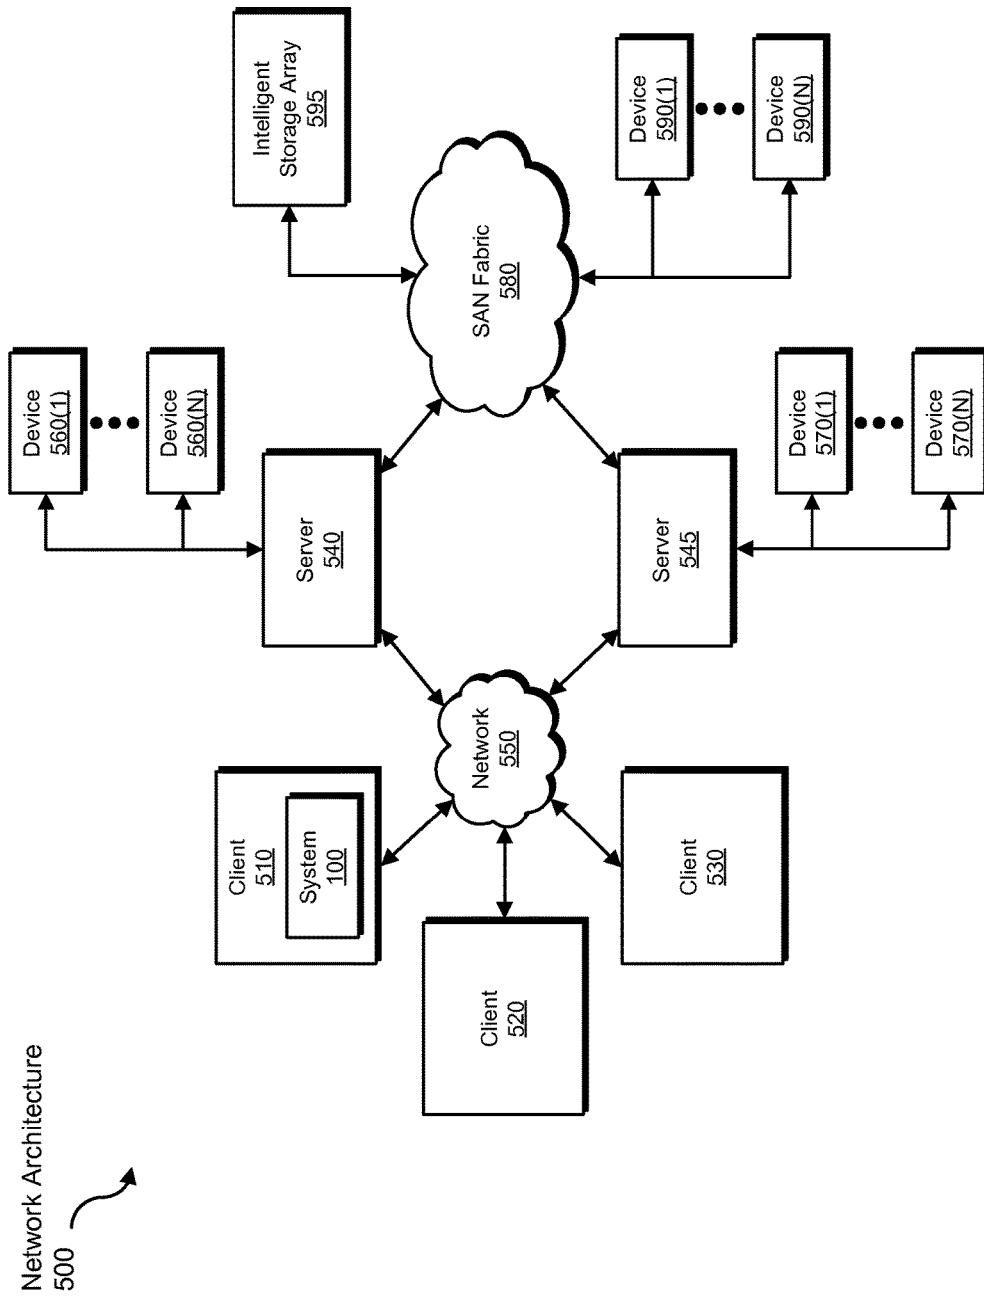 Network Architecture
500
Client
510
System
100
Client
520
Client
530
Network
550
Server
540
Server
545
Device
560(1)
Device
560(N)
Device
570(1)
Device
570(N)
SAN Fabric
580
Intelligent
Storage Array
595
Device
590(1)
Device
590(N)